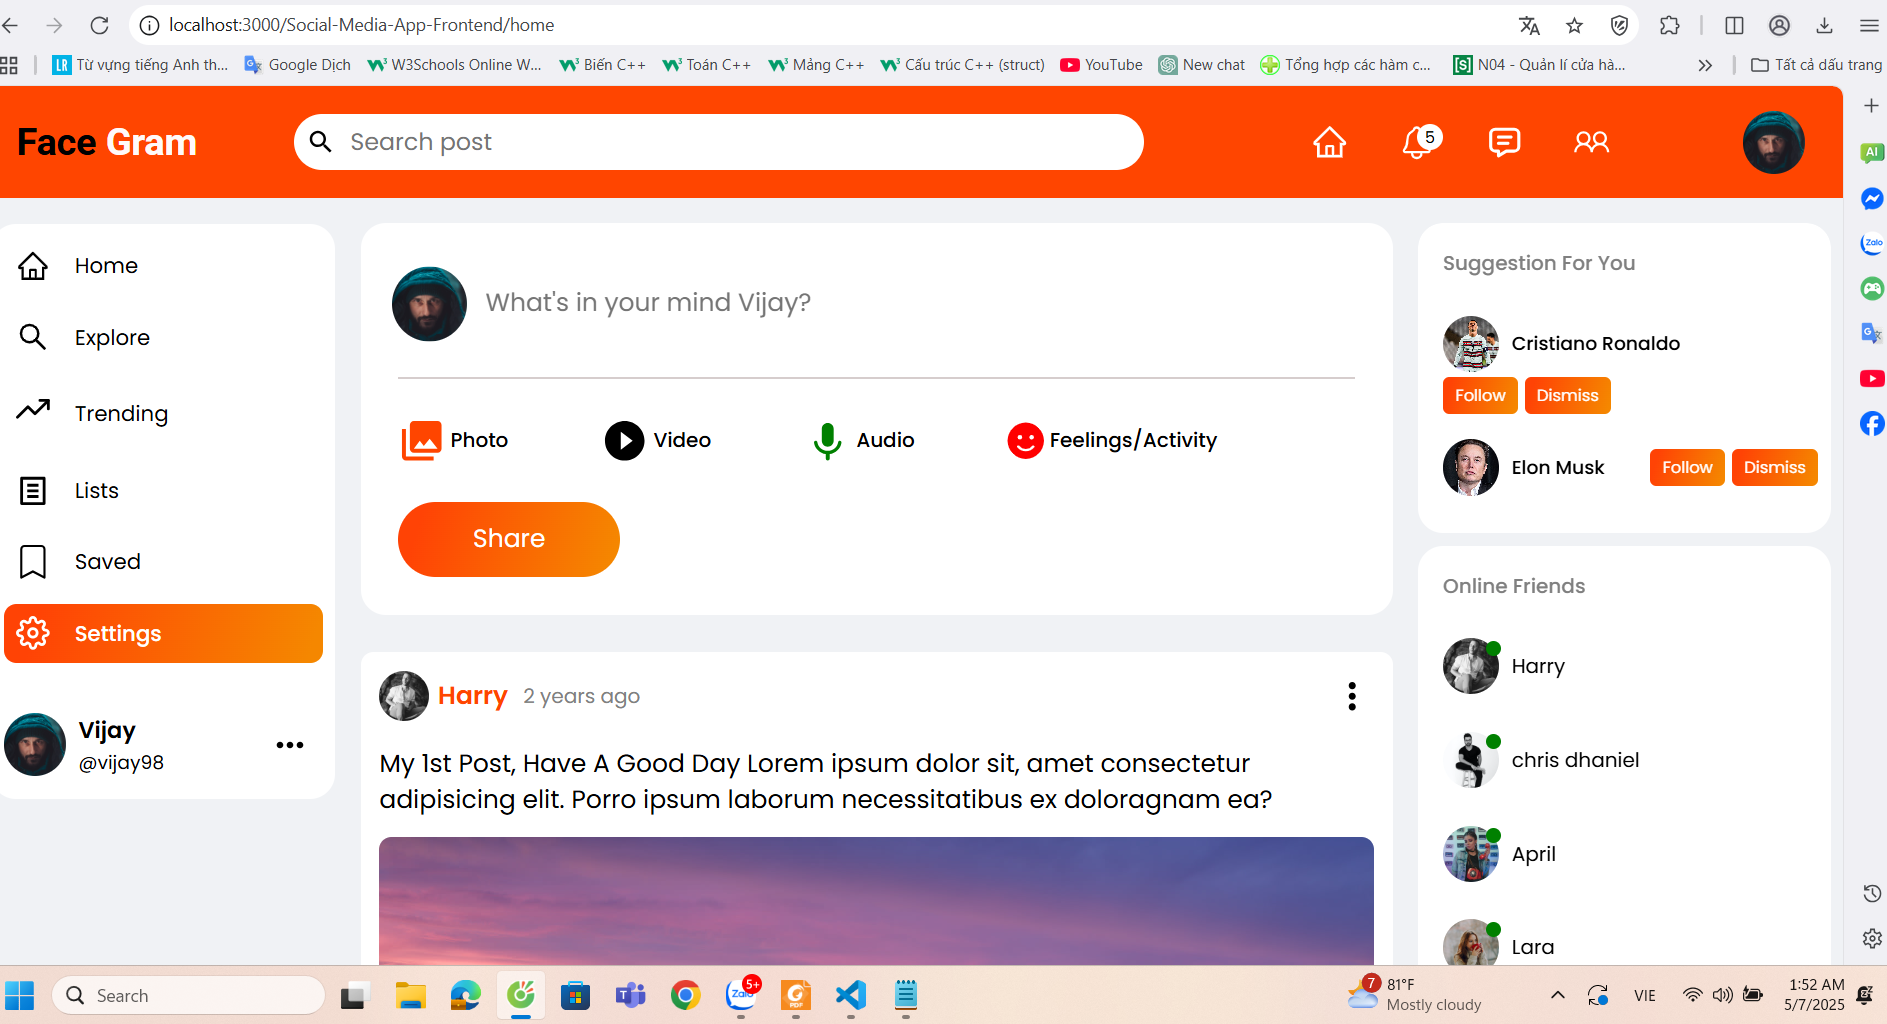 localhost:3000/Social-Media-App-Frontend/home
LR Từ vựng tiếng Anh th... Google Dịch W3Schools Online W... Biến C++ Toán C++ Mảng C++ Cấu trúc C++ (struct) YouTube New chat Tổng hợp các hàm c... [S] N04 - Quản lí cửa hà... Tất cả dấu trang
Face Gram
Search post
5
AI
Zalo
Home
Explore
Trending
Lists
Saved
Settings
Vijay
@vijay98
What's in your mind Vijay?
Photo Video Audio Feelings/Activity
Share
Harry 2 years ago
My 1st Post, Have A Good Day Lorem ipsum dolor sit, amet consectetur
adipisicing elit. Porro ipsum laborum necessitatibus ex doloragnam ea?
Suggestion For You
Cristiano Ronaldo
Follow Dismiss
Elon Musk Follow Dismiss
Online Friends
Harry
chris dhaniel
April
Lara
Search
Zalo 5+
PDF
7 81°F
Mostly cloudy
VIE
1:52 AM
5/7/2025